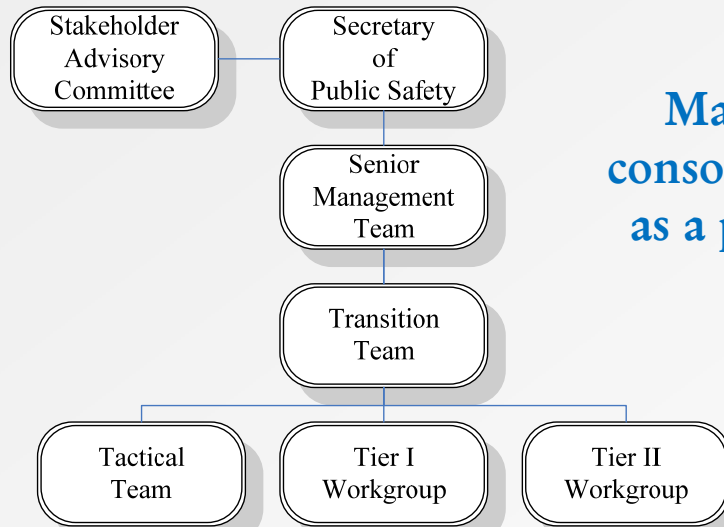 Stakeholder
Advisory
Committee
Secretary
of
Public Safety
Senior
Management
Team
Transition
Team
Tactical
Team
Tier I
Workgroup
Tier II
Workgroup
as a